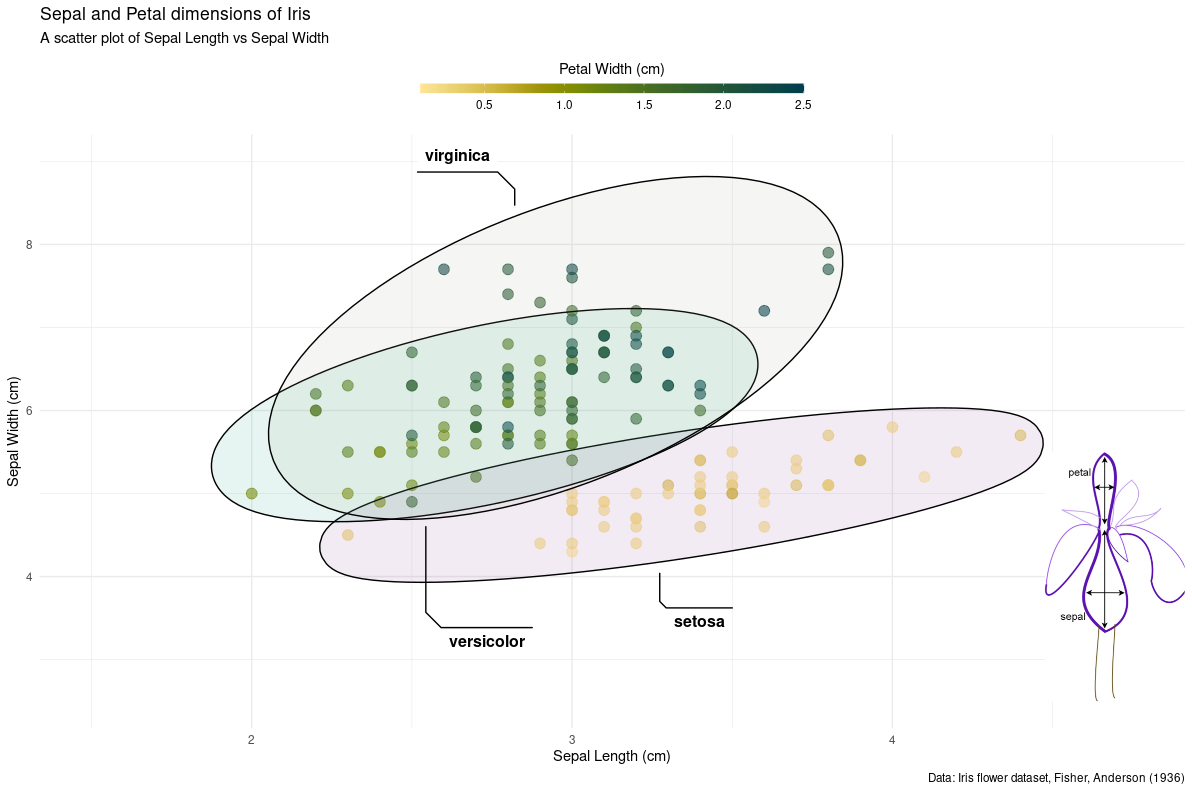 Sepal and Petal dimensions of Iris
A scatter plot of Sepal Length vs Sepal Width
Petal Width (cm)
0.5 1.0 1.5 2.0 2.5
virginica
8
6
4
Sepal Width (cm)
petal
sepal
setosa
versicolor
2 3 4
Sepal Length (cm)
Data: Iris flower dataset, Fisher, Anderson (1936)